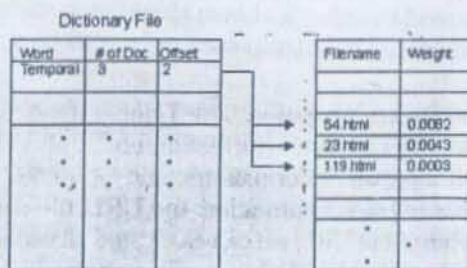 Dictionary File
Word # of Doc Offset
Temporal 3 2
Filename Weight
54.html 0.0082
23.html 0.0043
119.html 0.0003